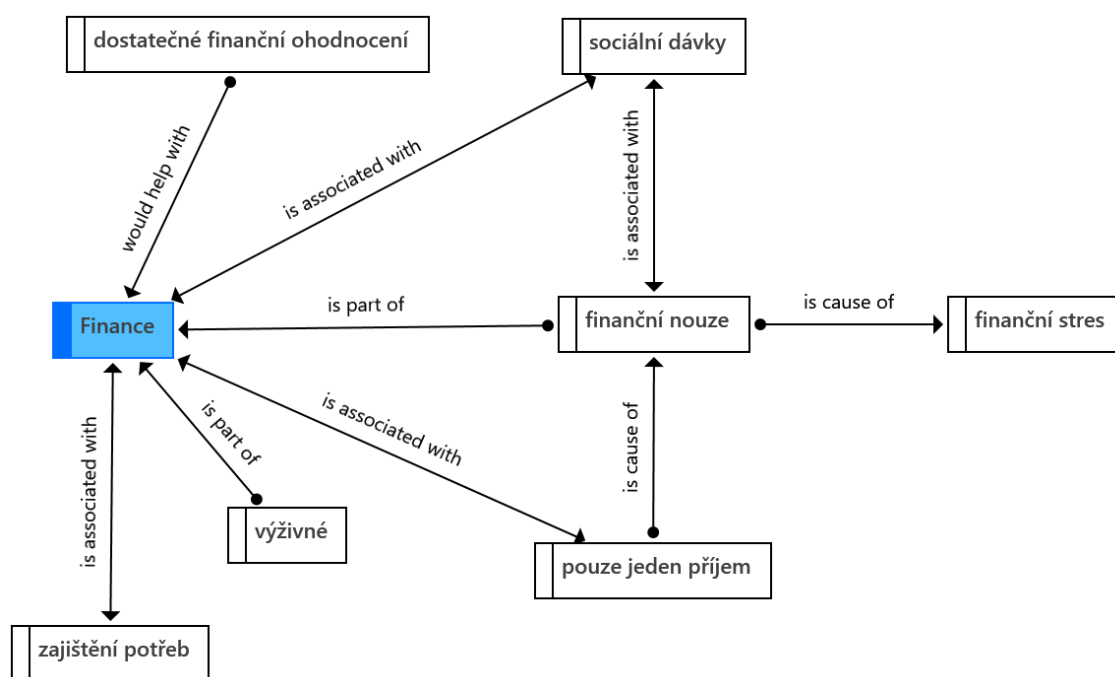 dostatečné finanční ohodnocení
sociální dávky
would help with
is associated with
is associated with
Finance
is part of
finanční nouze
is cause of
finanční stres
is associated with
is part of
is associated with
is cause of
výživné
pouze jeden příjem
zajištění potřeb